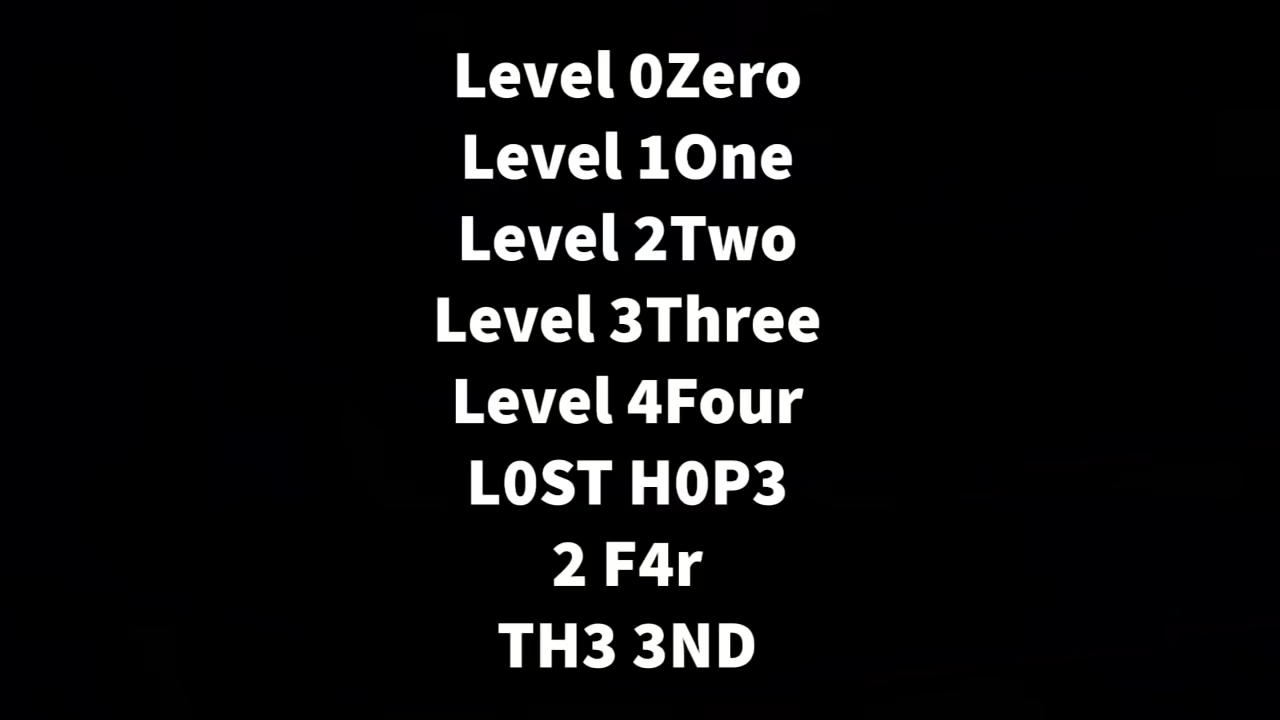 Level 0Zero
Level 1One
Level 2Two
Level 3Three
Level 4Four
L0ST H0P3
2 F4r
TH3 3ND